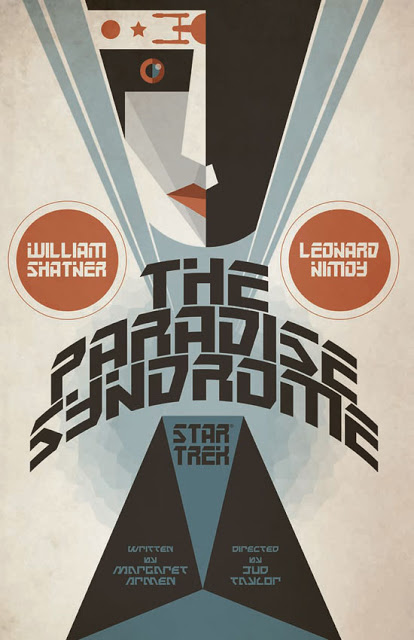 WILLIAM
SHATNER
LEONARD
NIMOY
THE
PARADISE
SYNDROME
STAR
TREK
WRITTEN
BY
MARGARET
ARMEN
DIRECTED
BY
JUD
TAYLOR